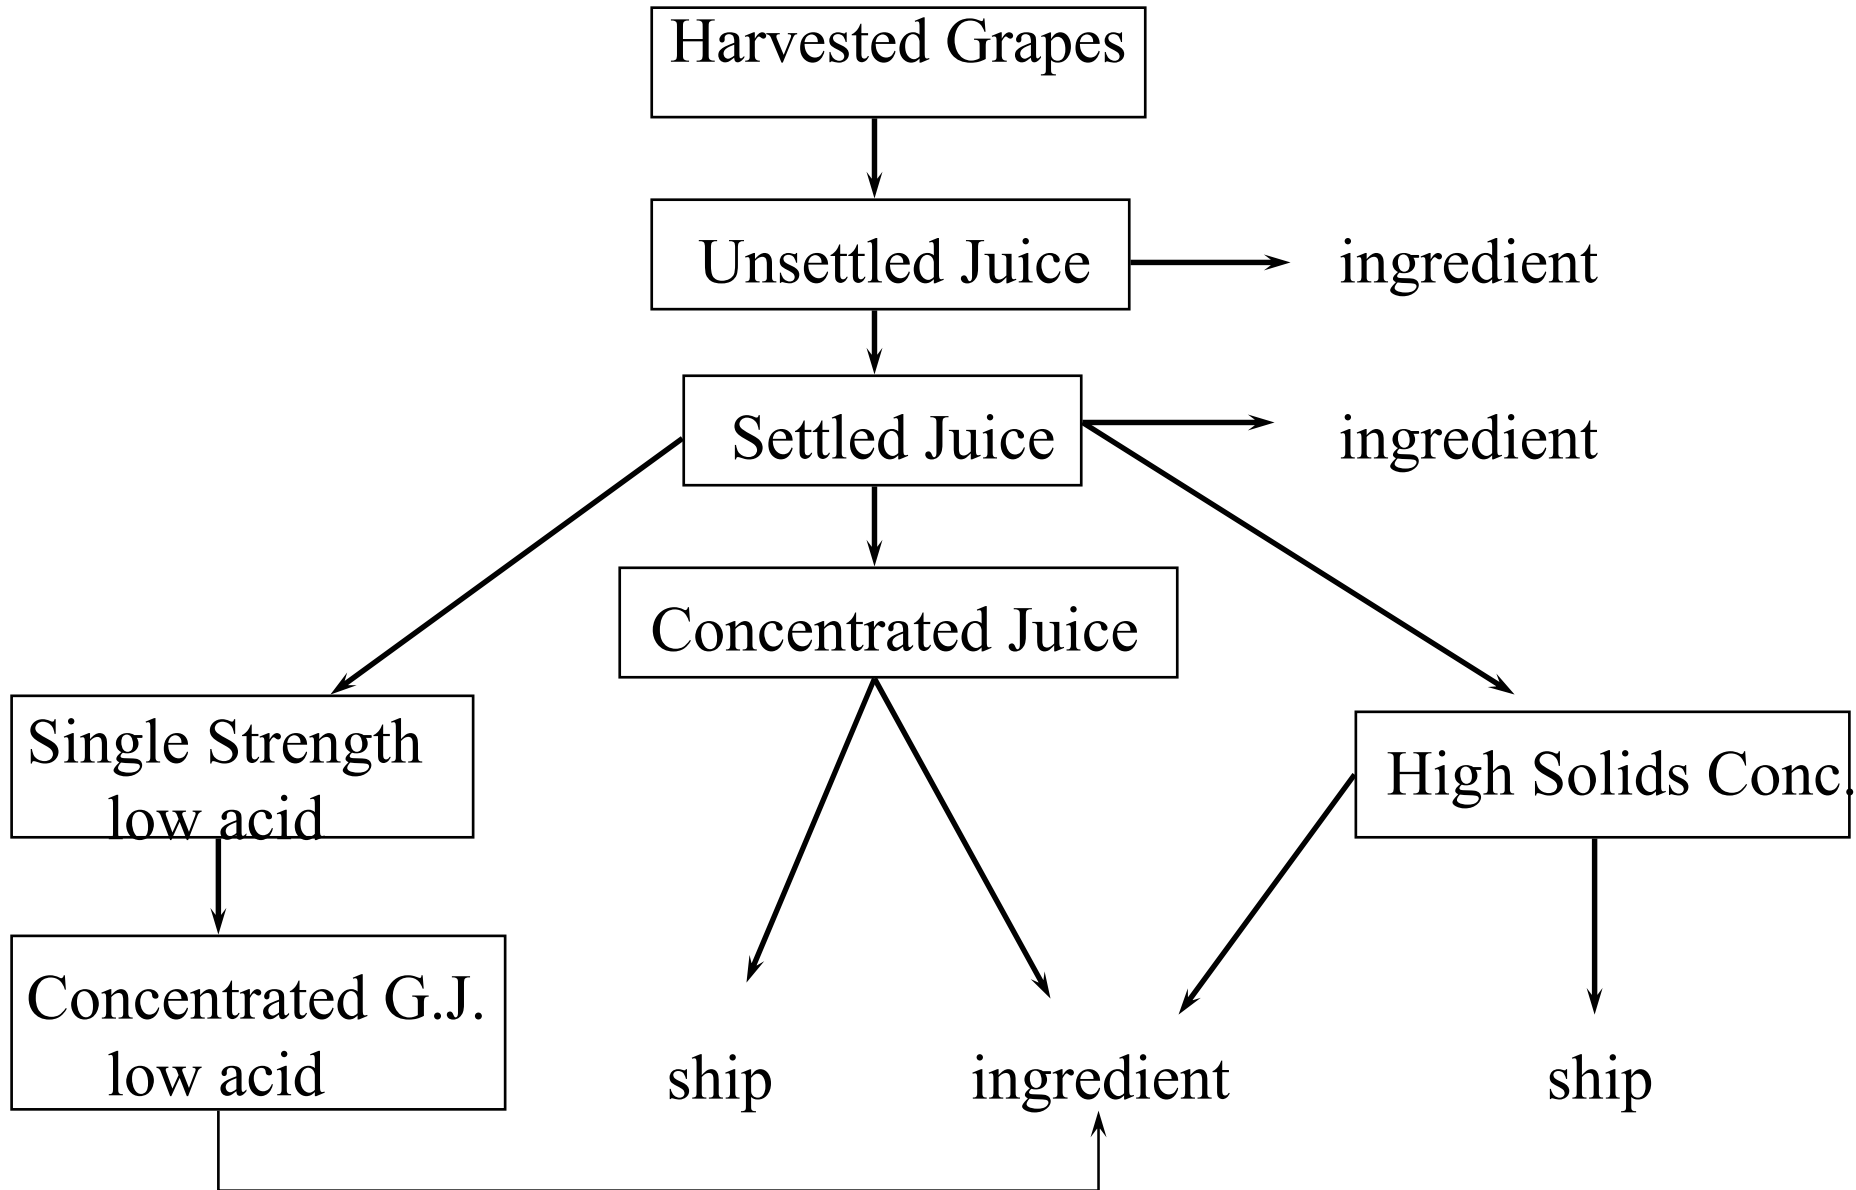 Harvested Grapes
Unsettled Juice
ingredient
Settled Juice
ingredient
Concentrated Juice
Single Strength
low acid
High Solids Conc.
Concentrated G.J.
low acid
ship
ingredient
ship